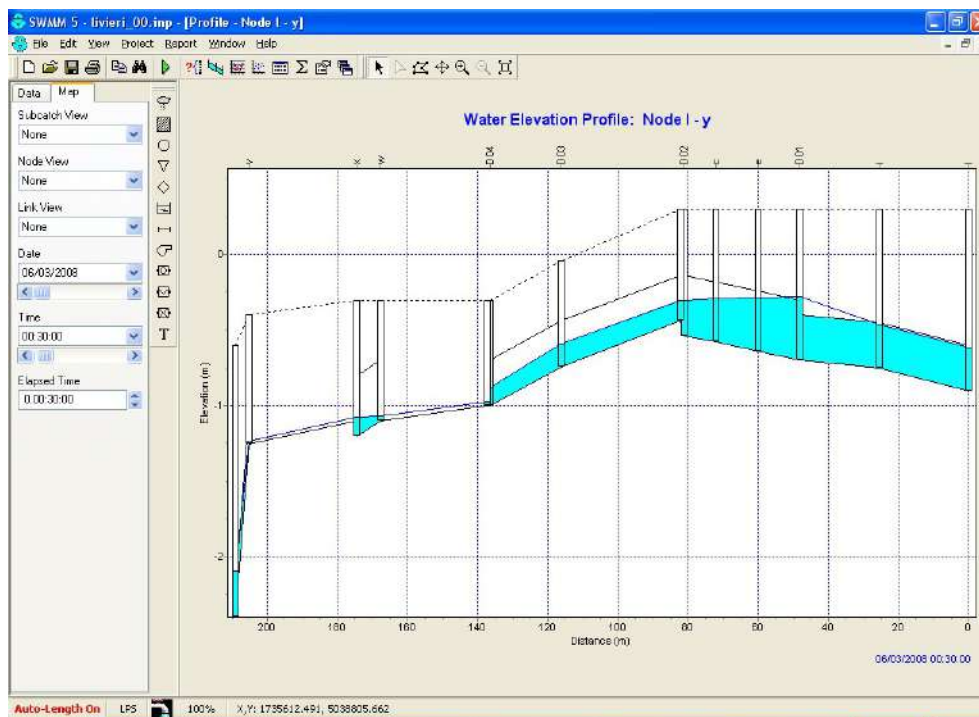 SWMM 5 - livieri_00.inp - [Profile - Node I - y]
File Edit View Project Report Window Help
Data Map
Subcatch View
None
Node View
None
Link View
None
Date
06/03/2008
Time
00:30:00
Elapsed Time
0.00:30:00
T
Water Elevation Profile: Node I - y
0
-1
-2
Elevation (m)
200 180 160 140 120 100 80 60 40 20 0
Distance (m)
06/03/2008 00:30:00
Auto-Length On LPS 100% X,Y: 1735612.491, 5038805.662